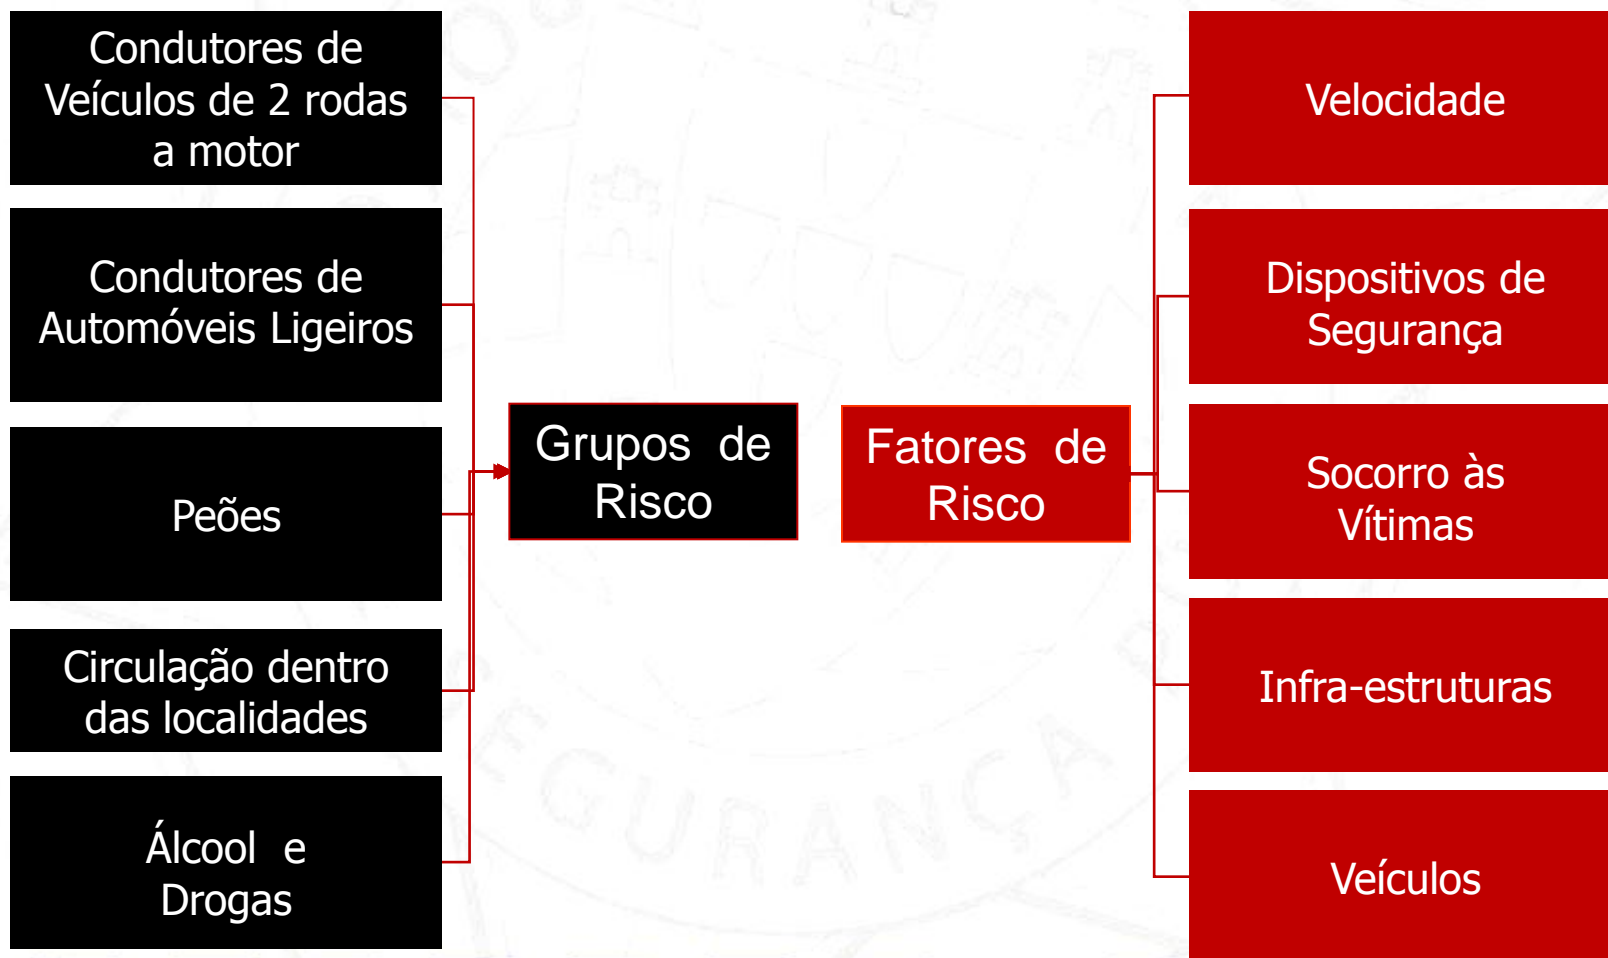 Condutores de
Veículos de 2 rodas
a motor
Condutores de
Automóveis Ligeiros
Peões
Circulação dentro
das localidades
Álcool e
Drogas
Grupos de
Risco
Fatores de
Risco
Velocidade
Dispositivos de
Segurança
Socorro às
Vítimas
Infra-estruturas
Veículos
SEGURANÇA